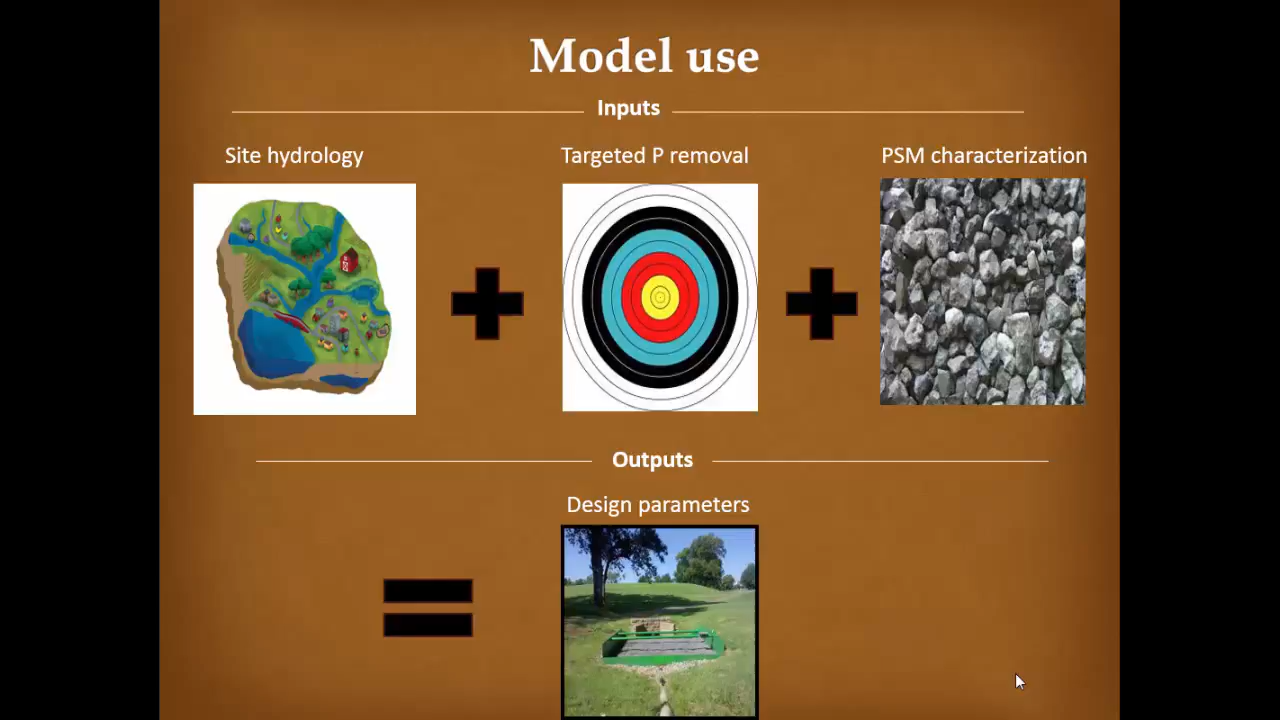 Model use
Inputs
Site hydrology
Targeted P removal
PSM characterization
Outputs
Design parameters